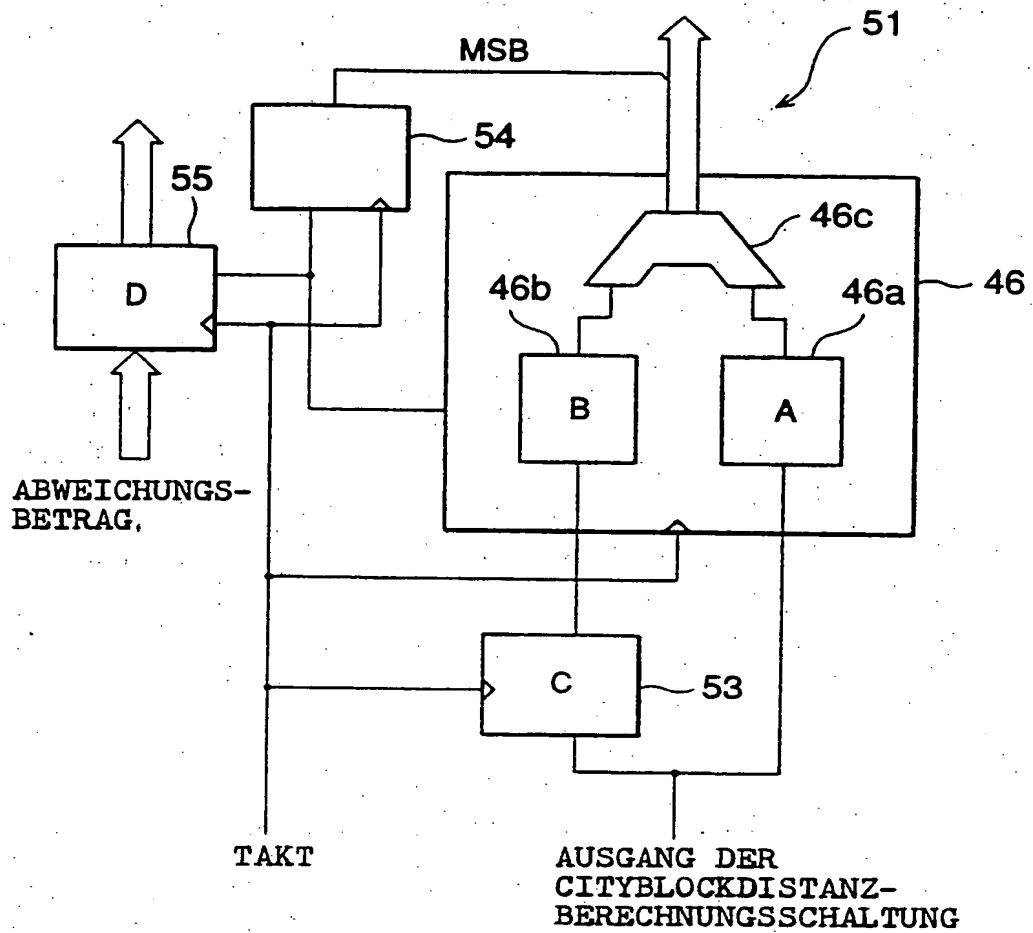 51
MSB
54
55
46c
46
46b
46a
D
B
A
ABWEICHUNGS-
BETRAG.
C
53
TAKT
AUSGANG DER
CITYBLOCKDISTANZ-
BERECHNUNGSSCHALTUNG